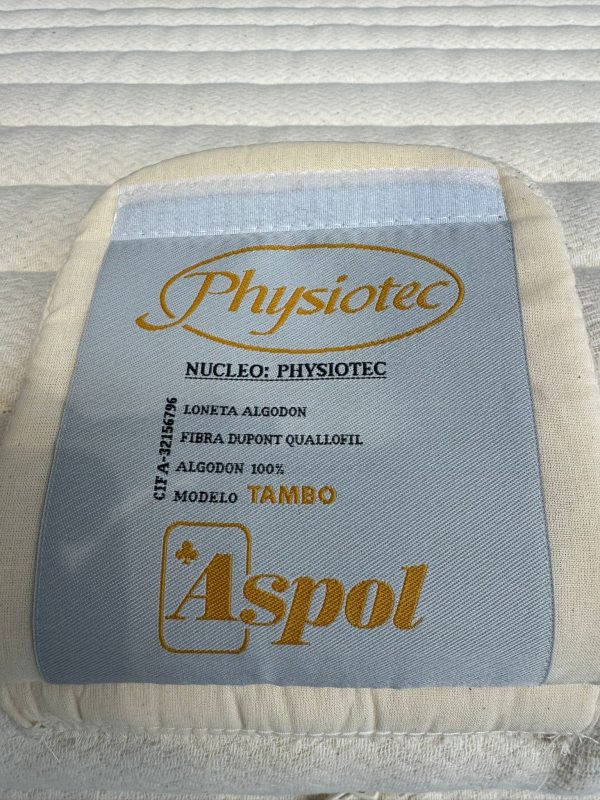 Physiotec
NUCLEO: PHYSIOTEC
CIF A-32156796
LONETA ALGODON
FIBRA DUPONT QUALLOFIL
ALGODON 100%
MODELO TAMBO
Aspol